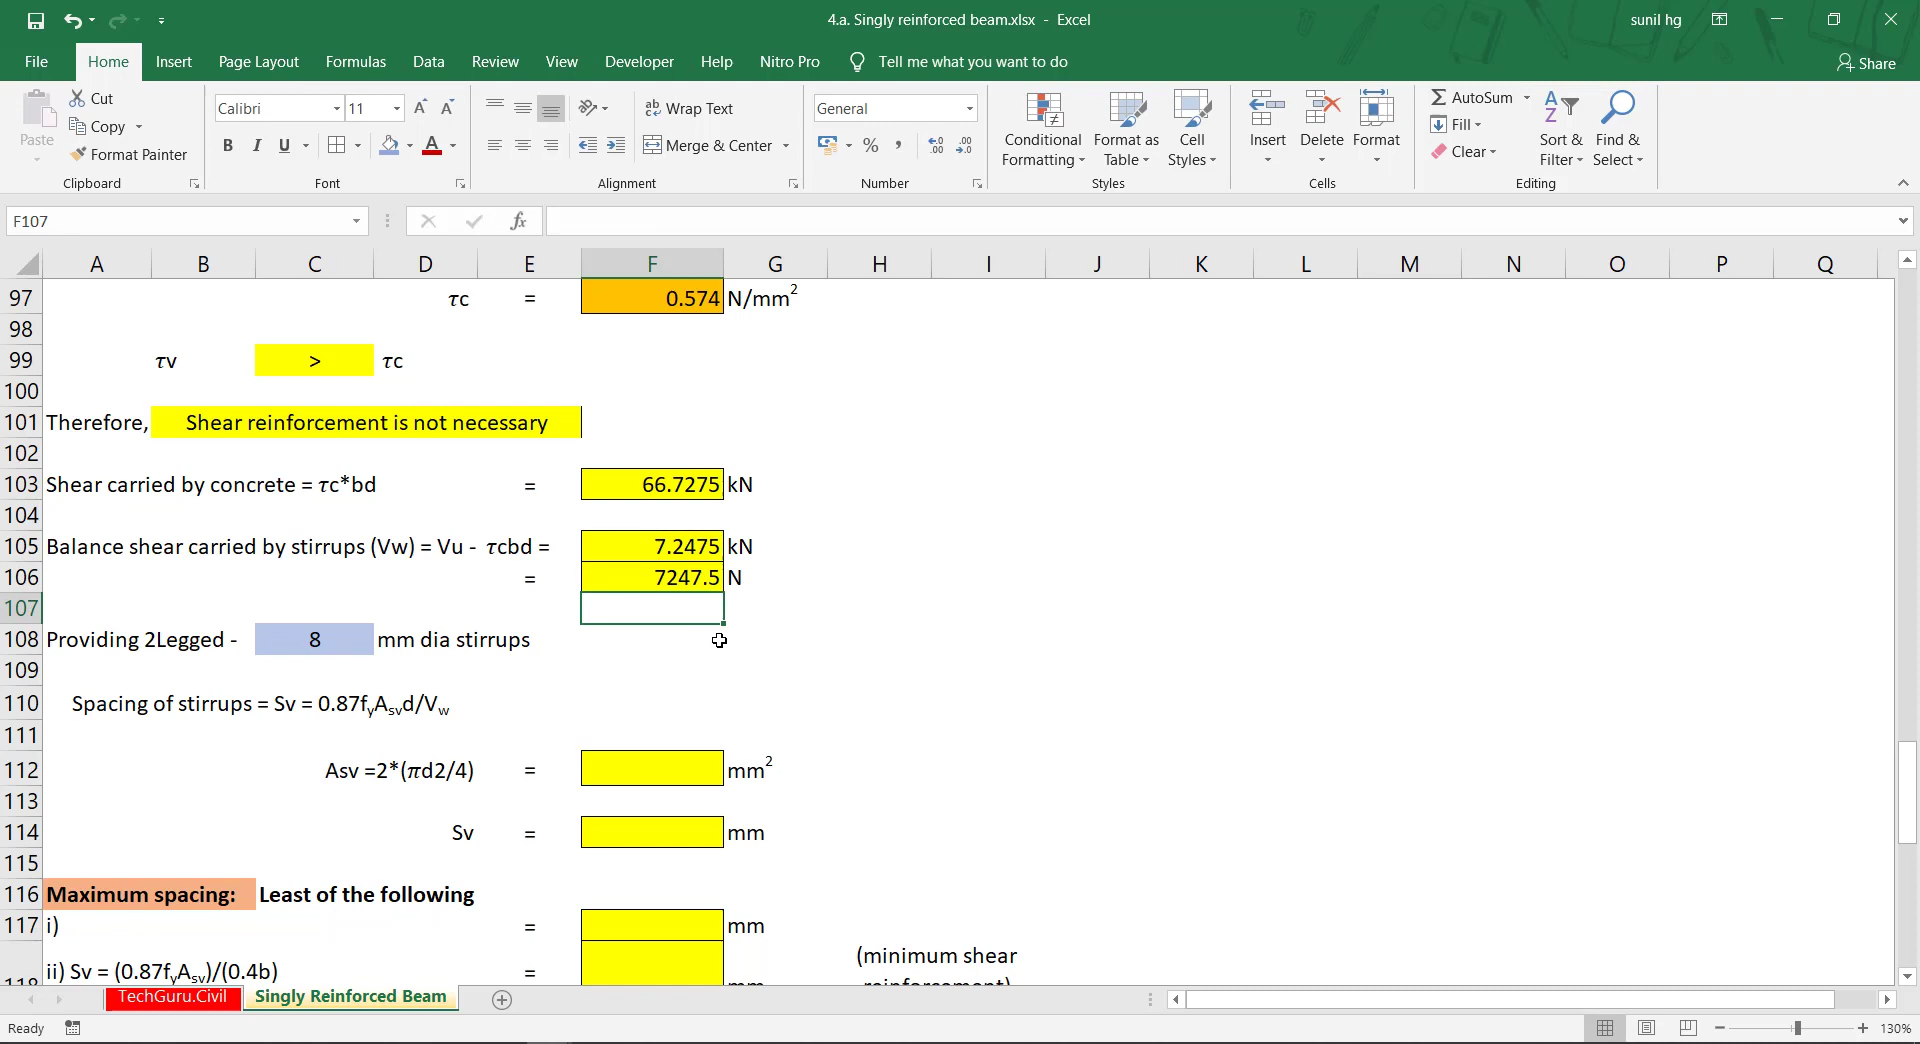 4.a. Singly reinforced beam.xlsx - Excel
sunil hg
File Home Insert Page Layout Formulas Data Review View Developer Help Nitro Pro Tell me what you want to do Share
Paste
Cut
Copy
Format Painter
Clipboard
Calibri 11 A A
B I U A
Font
ab Wrap Text
Merge & Center
Alignment
General
% ,
Number
Conditional Formatting
Format as Table
Cell Styles
Styles
Insert Delete Format
Cells
AutoSum
Fill
Clear
Sort & Filter
Find & Select
Editing
F107 fx
A B C D E F G H I J K L M N O P Q
97 τc = 0.574 N/mm²
98
99 τv > τc
100
101 Therefore, Shear reinforcement is not necessary
102
103 Shear carried by concrete = τc*bd = 66.7275 kN
104
105 Balance shear carried by stirrups (Vw) = Vu - τcbd = 7.2475 kN
106 = 7247.5 N
107
108 Providing 2Legged - 8 mm dia stirrups
109
110 Spacing of stirrups = Sv = 0.87fyAsvd/Vw
111
112 Asv =2*(πd2/4) = mm²
113
114 Sv = mm
115
116 Maximum spacing: Least of the following
117 i) = mm
118 ii) Sv = (0.87fyAsv)/(0.4b) = mm (minimum shear
reinforcement)
TechGuru.Civil Singly Reinforced Beam
Ready 130%